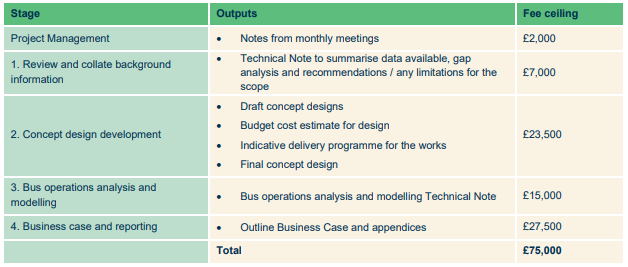 Stage Outputs Fee ceiling
Project Management • Notes from monthly meetings £2,000
1. Review and collate background
information
• Technical Note to summarise data available, gap
analysis and recommendations / any limitations for the
scope
£7,000
2. Concept design development
• Draft concept designs
• Budget cost estimate for design
• Indicative delivery programme for the works
• Final concept design
£23,500
3. Bus operations analysis and
modelling
• Bus operations analysis and modelling Technical Note
£15,000
4. Business case and reporting • Outline Business Case and appendices £27,500
Total £75,000